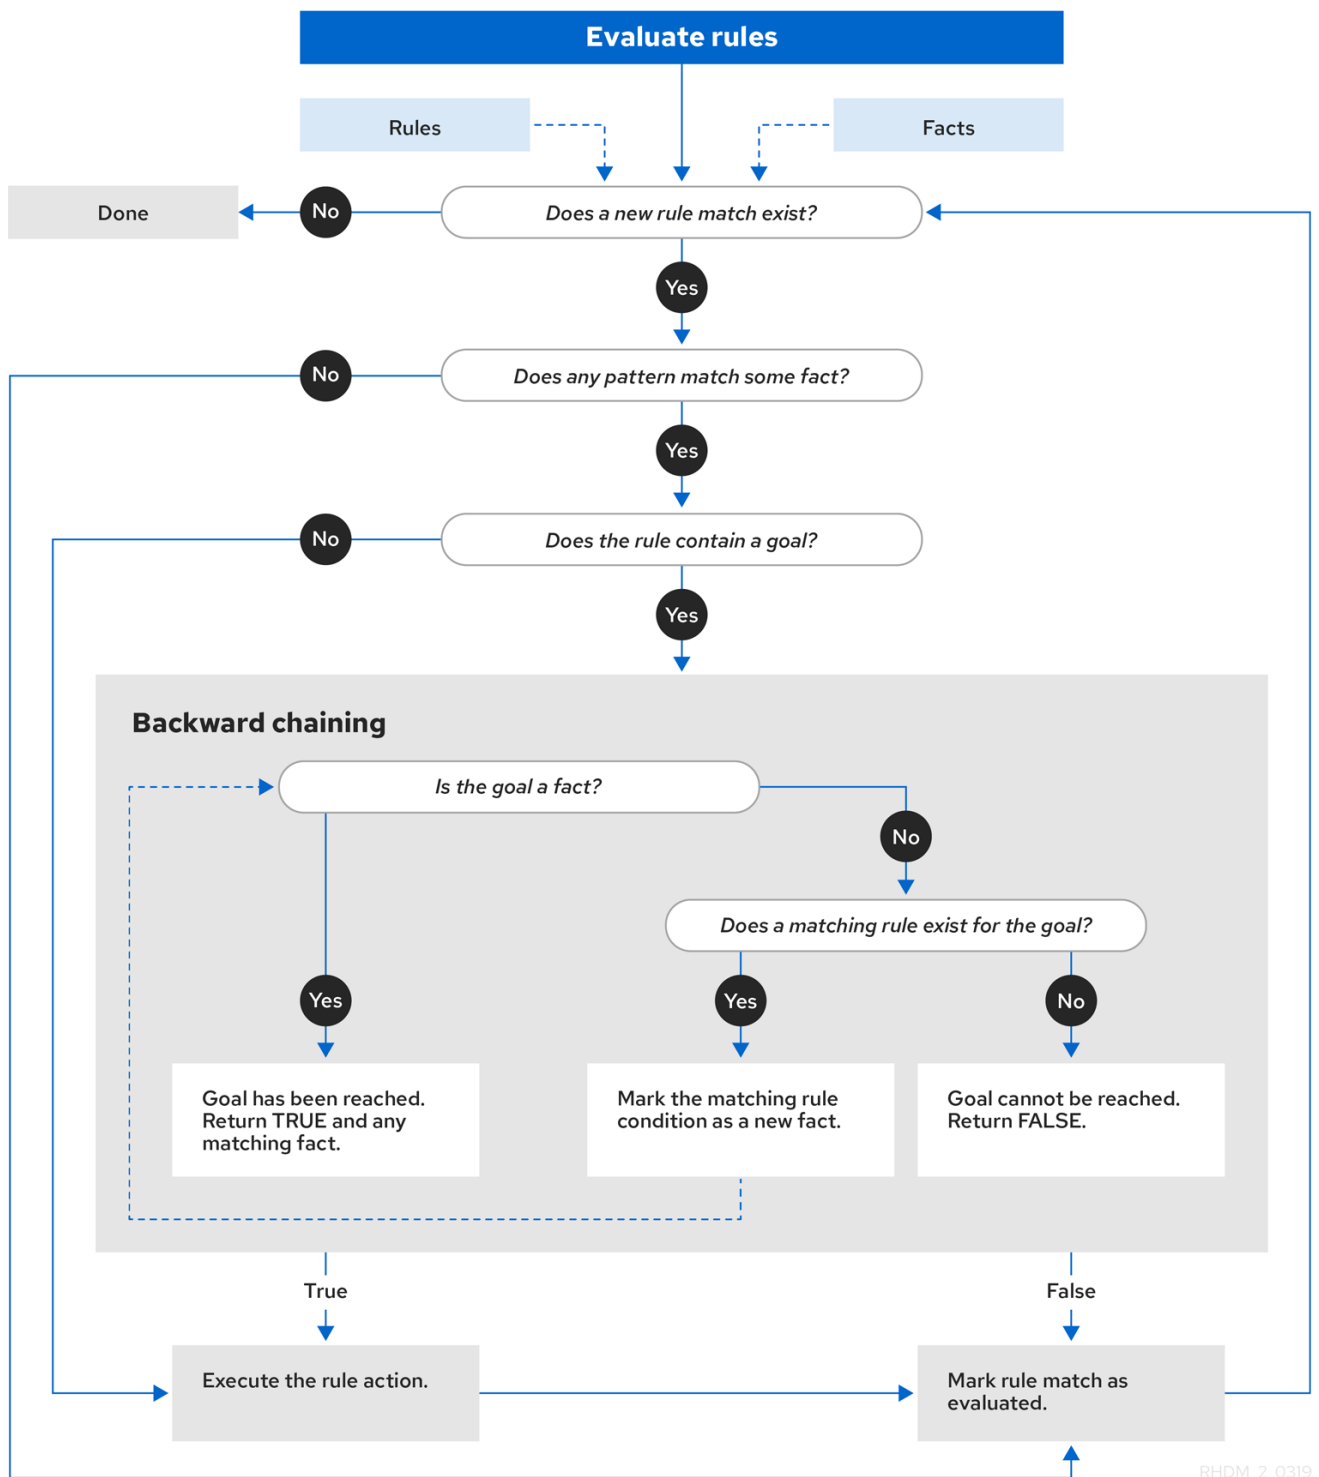 Evaluate rules
Rules
Facts
Done
No
Does a new rule match exist?
Yes
No
Does any pattern match some fact?
Yes
No
Does the rule contain a goal?
Yes
Backward chaining
Is the goal a fact?
No
Does a matching rule exist for the goal?
Yes
Yes
No
Goal has been reached.
Return TRUE and any
matching fact.
Mark the matching rule
condition as a new fact.
Goal cannot be reached.
Return FALSE.
True
False
Execute the rule action.
Mark rule match as
evaluated.
RHDM_2_0319